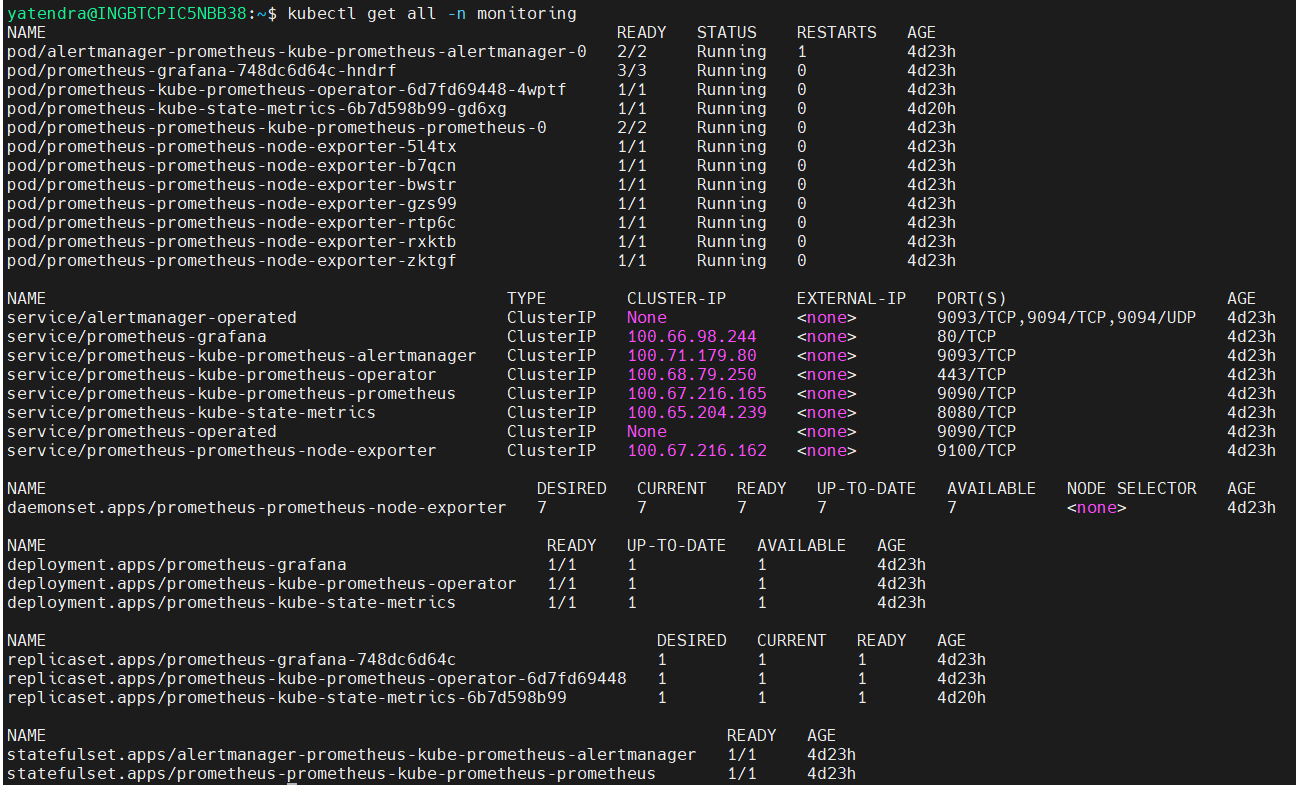 yatendra@INGBTCPIC5NBB38:~$ kubectl get all -n monitoring
NAME READY STATUS RESTARTS AGE
pod/alertmanager-prometheus-kube-prometheus-alertmanager-0 2/2 Running 1 4d23h
pod/prometheus-grafana-748dc6d64c-hndrf 3/3 Running 0 4d23h
pod/prometheus-kube-prometheus-operator-6d7fd69448-4wptf 1/1 Running 0 4d23h
pod/prometheus-kube-state-metrics-6b7d598b99-gd6xg 1/1 Running 0 4d20h
pod/prometheus-prometheus-kube-prometheus-prometheus-0 2/2 Running 0 4d23h
pod/prometheus-prometheus-node-exporter-5l4tx 1/1 Running 0 4d23h
pod/prometheus-prometheus-node-exporter-b7qcn 1/1 Running 0 4d23h
pod/prometheus-prometheus-node-exporter-bwstr 1/1 Running 0 4d23h
pod/prometheus-prometheus-node-exporter-gzs99 1/1 Running 0 4d23h
pod/prometheus-prometheus-node-exporter-rtp6c 1/1 Running 0 4d23h
pod/prometheus-prometheus-node-exporter-rxktb 1/1 Running 0 4d23h
pod/prometheus-prometheus-node-exporter-zktgf 1/1 Running 0 4d23h
NAME TYPE CLUSTER-IP EXTERNAL-IP PORT(S) AGE
service/alertmanager-operated ClusterIP None <none> 9093/TCP,9094/TCP,9094/UDP 4d23h
service/prometheus-grafana ClusterIP 100.66.98.244 <none> 80/TCP 4d23h
service/prometheus-kube-prometheus-alertmanager ClusterIP 100.71.179.80 <none> 9093/TCP 4d23h
service/prometheus-kube-prometheus-operator ClusterIP 100.68.79.250 <none> 443/TCP 4d23h
service/prometheus-kube-prometheus-prometheus ClusterIP 100.67.216.165 <none> 9090/TCP 4d23h
service/prometheus-kube-state-metrics ClusterIP 100.65.204.239 <none> 8080/TCP 4d23h
service/prometheus-operated ClusterIP None <none> 9090/TCP 4d23h
service/prometheus-prometheus-node-exporter ClusterIP 100.67.216.162 <none> 9100/TCP 4d23h
NAME DESIRED CURRENT READY UP-TO-DATE AVAILABLE NODE SELECTOR AGE
daemonset.apps/prometheus-prometheus-node-exporter 7 7 7 7 7 <none> 4d23h
NAME READY UP-TO-DATE AVAILABLE AGE
deployment.apps/prometheus-grafana 1/1 1 1 4d23h
deployment.apps/prometheus-kube-prometheus-operator 1/1 1 1 4d23h
deployment.apps/prometheus-kube-state-metrics 1/1 1 1 4d23h
NAME DESIRED CURRENT READY AGE
replicaset.apps/prometheus-grafana-748dc6d64c 1 1 1 4d23h
replicaset.apps/prometheus-kube-prometheus-operator-6d7fd69448 1 1 1 4d23h
replicaset.apps/prometheus-kube-state-metrics-6b7d598b99 1 1 1 4d20h
NAME READY AGE
statefulset.apps/alertmanager-prometheus-kube-prometheus-alertmanager 1/1 4d23h
statefulset.apps/prometheus-prometheus-kube-prometheus-prometheus 1/1 4d23h